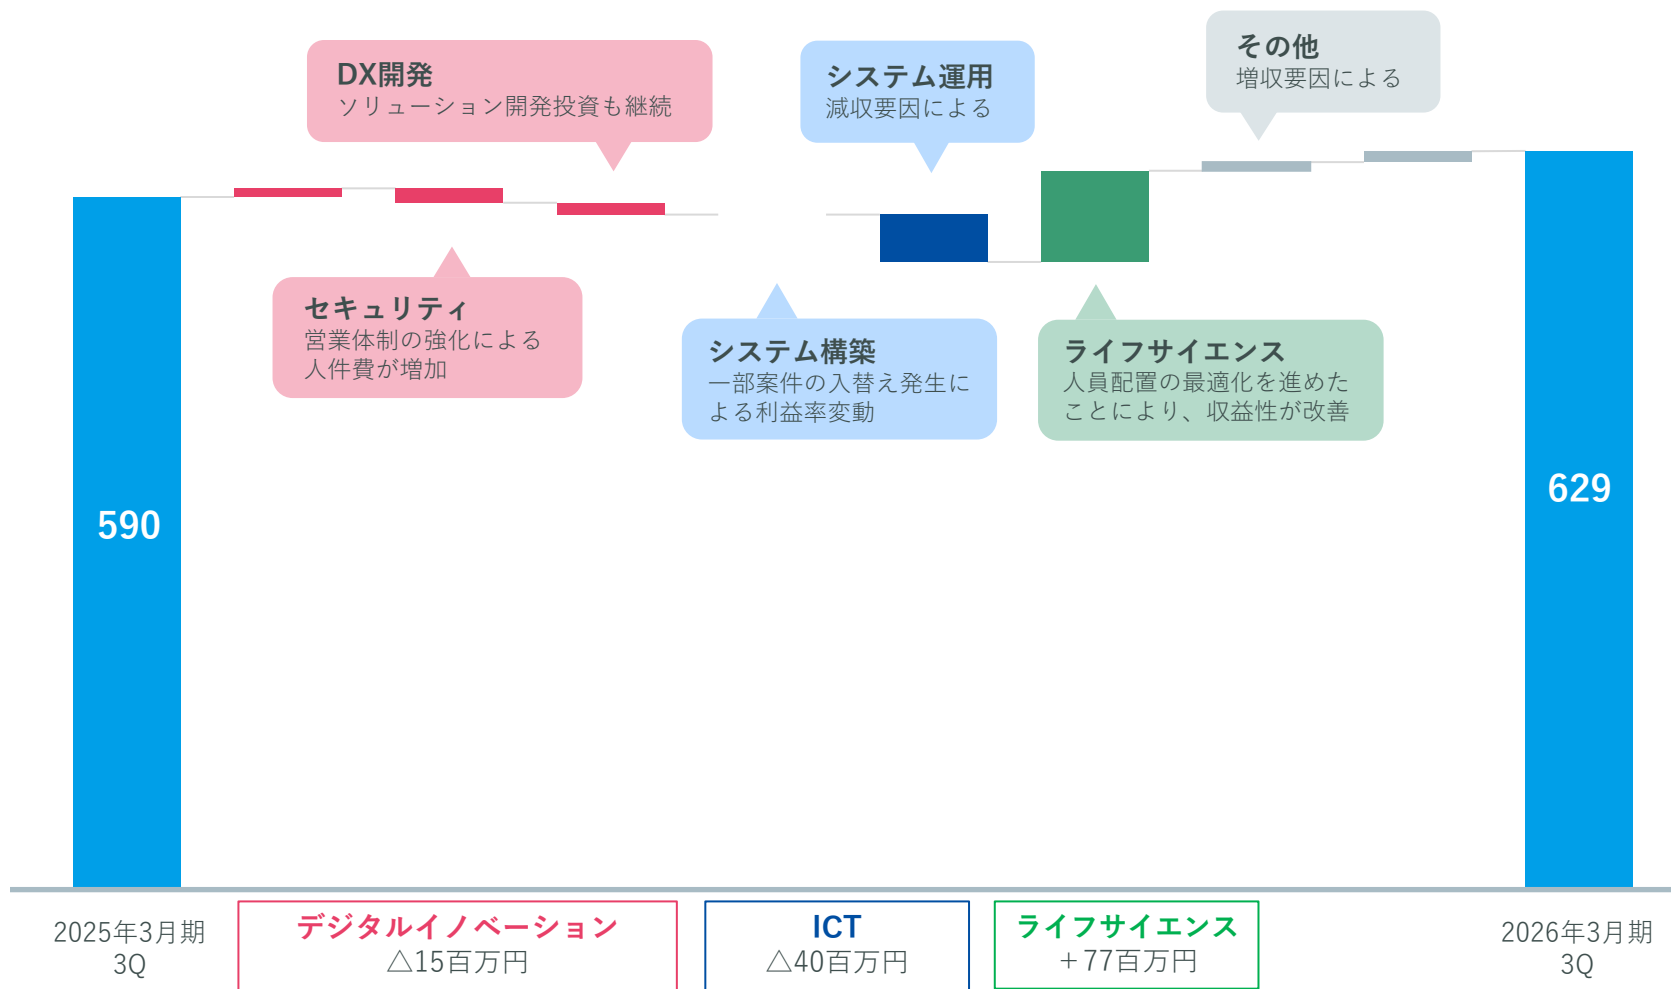 DX開発
ソリューション開発投資も継続
システム運用
減収要因による
その他
増収要因による
セキュリティ
営業体制の強化による
人件費が増加
システム構築
一部案件の入替え発生に
よる利益率変動
ライフサイエンス
人員配置の最適化を進めた
ことにより、収益性が改善
590
629
2025年3月期
3Q
デジタルイノベーション
△15百万円
ICT
△40百万円
ライフサイエンス
＋77百万円
2026年3月期
3Q